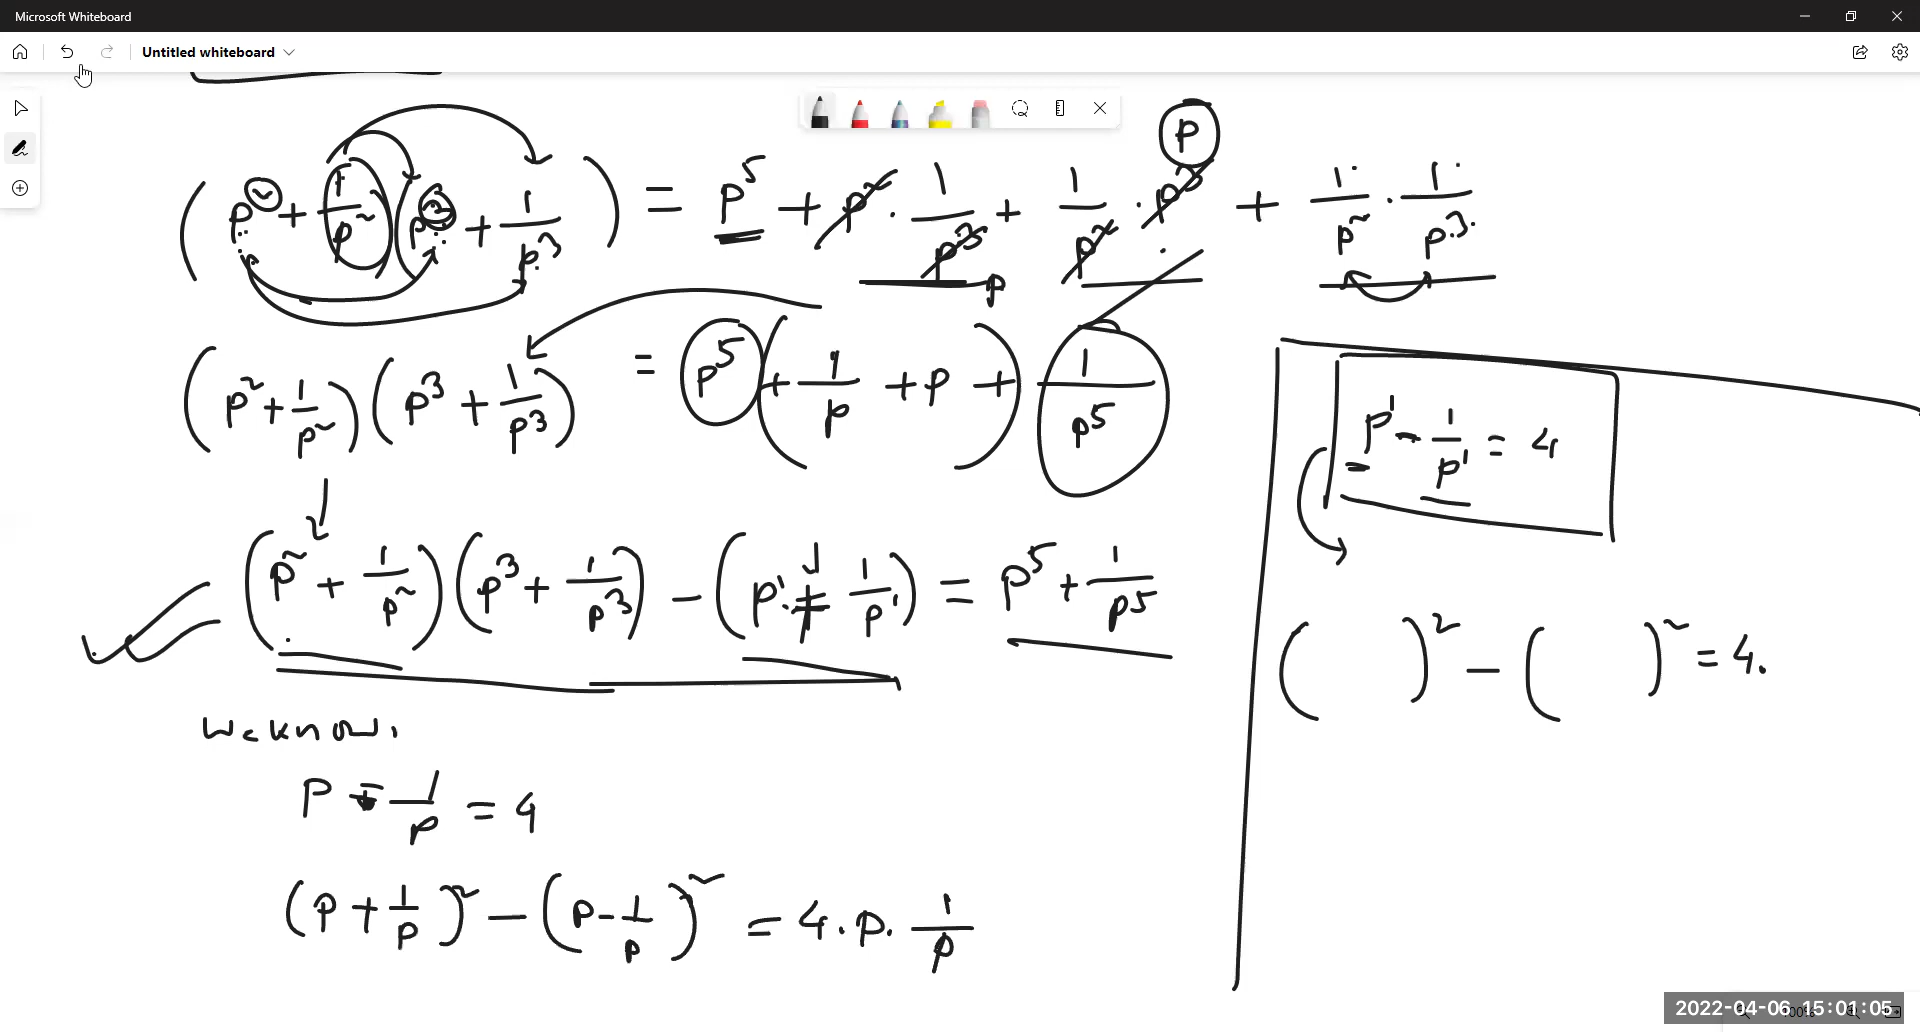 Microsoft Whiteboard
Untitled whiteboard
(p² + 1/p²)(p³ + 1/p³) = p⁵ + p² · 1/p³ + 1/p² · p³ + 1/p² · 1/p³
p
p
(p² + 1/p²)(p³ + 1/p³) = p⁵ + (1/p + p) + 1/p⁵
(p² + 1/p²)(p³ + 1/p³) − (p¹ + 1/p¹) = p⁵ + 1/p⁵
We know,
P − 1/p = 4
(p + 1/p)² − (p − 1/p)² = 4 . p . 1/p
p¹ − 1/p¹ = 4
(   )² − (   )² = 4.
2022-04-06 15:01:05